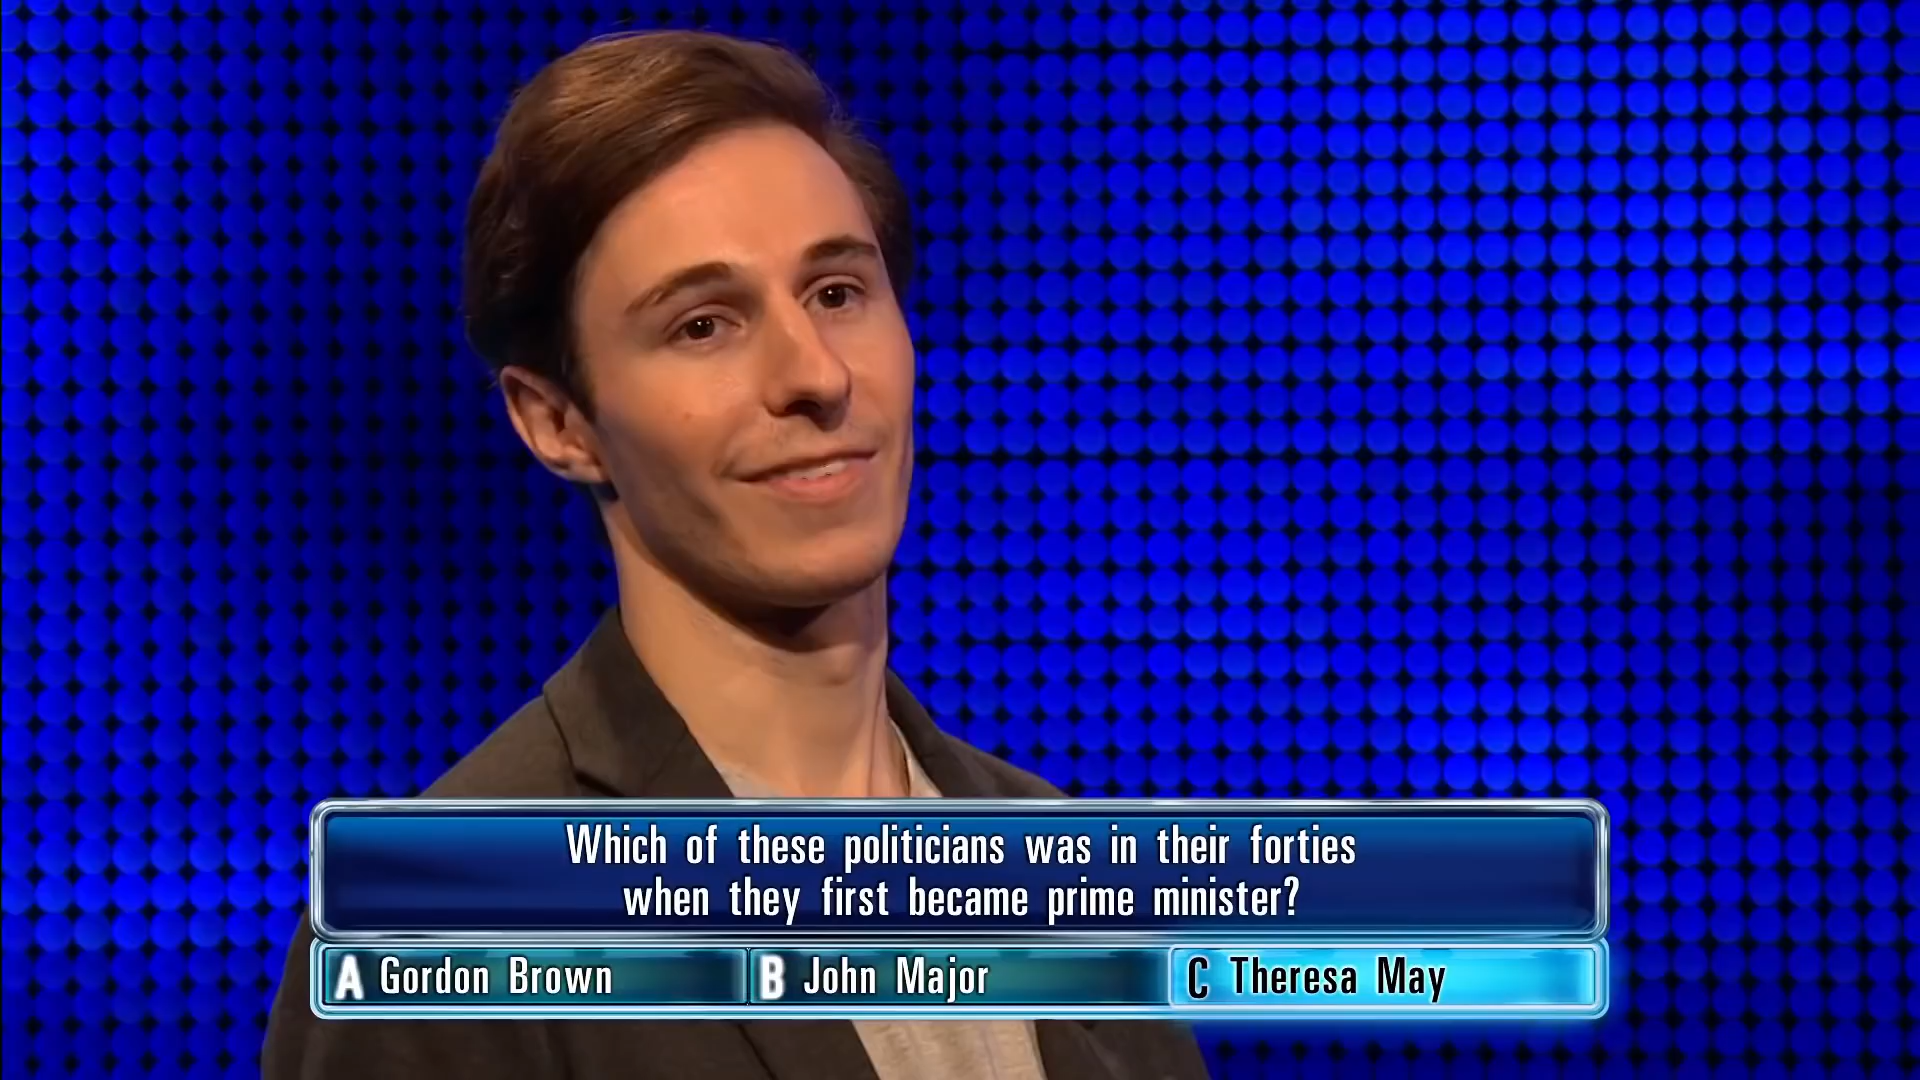 Which of these politicians was in their forties
when they first became prime minister?
A Gordon Brown
B John Major
C Theresa May